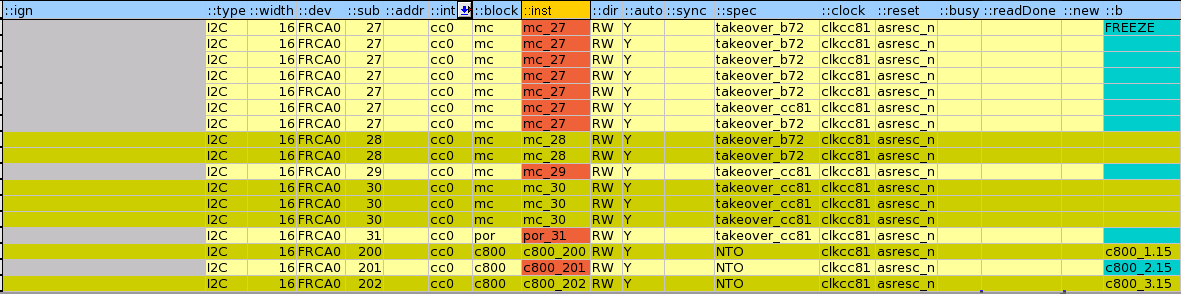 ::ign ::type ::width ::dev ::sub ::addr ::int ::block ::inst ::dir ::auto ::sync ::spec ::clock ::reset ::busy ::readDone ::new ::b
I2C 16 FRCA0 27 cc0 mc mc_27 RW Y takeover_b72 clkcc81 asresc_n FREEZE
I2C 16 FRCA0 27 cc0 mc mc_27 RW Y takeover_b72 clkcc81 asresc_n
I2C 16 FRCA0 27 cc0 mc mc_27 RW Y takeover_b72 clkcc81 asresc_n
I2C 16 FRCA0 27 cc0 mc mc_27 RW Y takeover_b72 clkcc81 asresc_n
I2C 16 FRCA0 27 cc0 mc mc_27 RW Y takeover_b72 clkcc81 asresc_n
I2C 16 FRCA0 27 cc0 mc mc_27 RW Y takeover_cc81 clkcc81 asresc_n
I2C 16 FRCA0 27 cc0 mc mc_27 RW Y takeover_b72 clkcc81 asresc_n
I2C 16 FRCA0 28 cc0 mc mc_28 RW Y takeover_b72 clkcc81 asresc_n
I2C 16 FRCA0 28 cc0 mc mc_28 RW Y takeover_b72 clkcc81 asresc_n
I2C 16 FRCA0 29 cc0 mc mc_29 RW Y takeover_cc81 clkcc81 asresc_n
I2C 16 FRCA0 30 cc0 mc mc_30 RW Y takeover_cc81 clkcc81 asresc_n
I2C 16 FRCA0 30 cc0 mc mc_30 RW Y takeover_cc81 clkcc81 asresc_n
I2C 16 FRCA0 30 cc0 mc mc_30 RW Y takeover_cc81 clkcc81 asresc_n
I2C 16 FRCA0 31 cc0 por por_31 RW Y takeover_cc81 clkcc81 asresc_n
I2C 16 FRCA0 200 cc0 c800 c800_200 RW Y NTO clkcc81 asresc_n c800_1.15
I2C 16 FRCA0 201 cc0 c800 c800_201 RW Y NTO clkcc81 asresc_n c800_2.15
I2C 16 FRCA0 202 cc0 c800 c800_202 RW Y NTO clkcc81 asresc_n c800_3.15